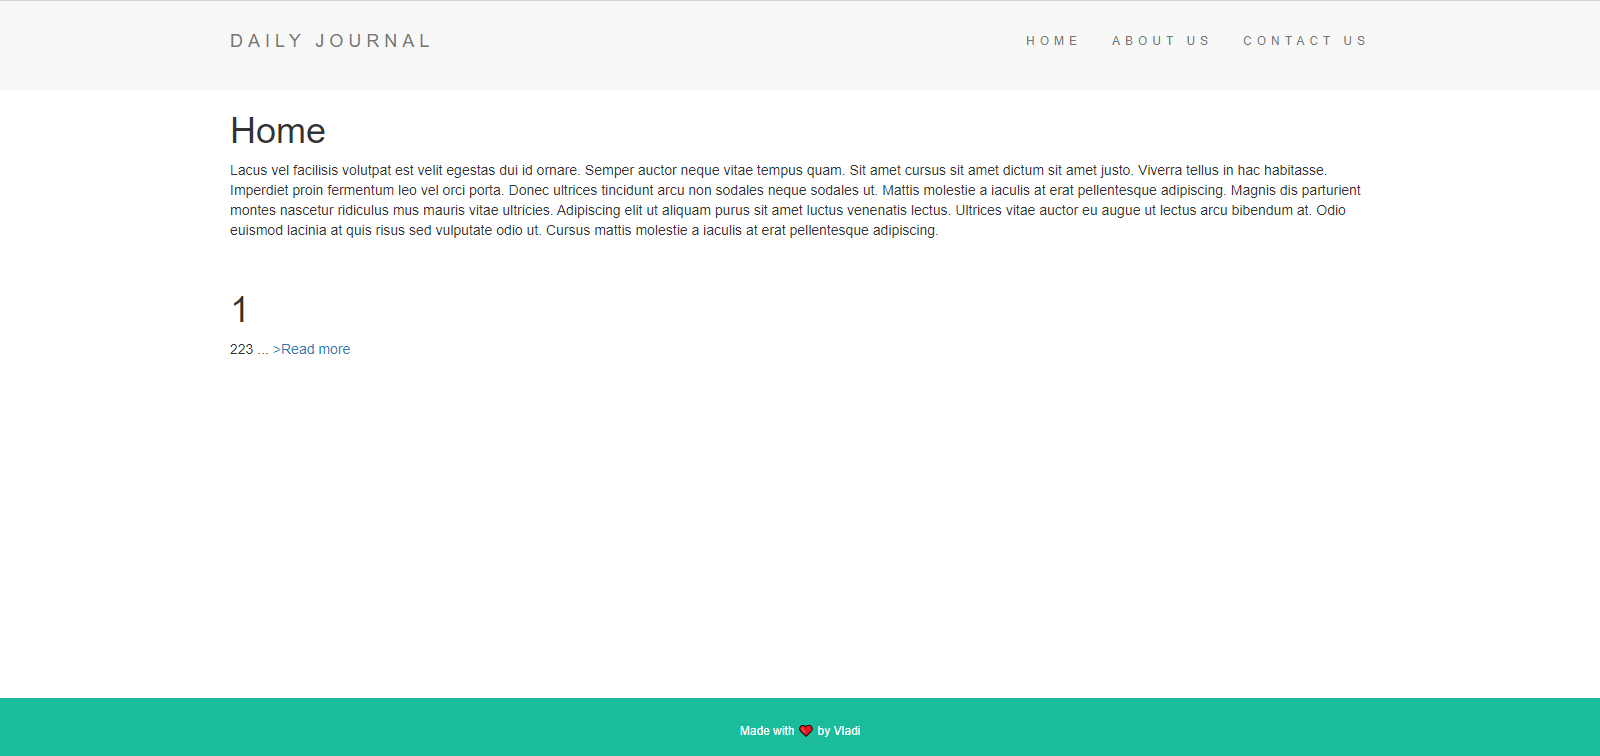 DAILY JOURNAL
HOME ABOUT US CONTACT US
Home
Lacus vel facilisis volutpat est velit egestas dui id ornare. Semper auctor neque vitae tempus quam. Sit amet cursus sit amet dictum sit amet justo. Viverra tellus in hac habitasse.
Imperdiet proin fermentum leo vel orci porta. Donec ultrices tincidunt arcu non sodales neque sodales ut. Mattis molestie a iaculis at erat pellentesque adipiscing. Magnis dis parturient
montes nascetur ridiculus mus mauris vitae ultricies. Adipiscing elit ut aliquam purus sit amet luctus venenatis lectus. Ultrices vitae auctor eu augue ut lectus arcu bibendum at. Odio
euismod lacinia at quis risus sed vulputate odio ut. Cursus mattis molestie a iaculis at erat pellentesque adipiscing.
1
223 ... >Read more
Made with ❤ by Vladi